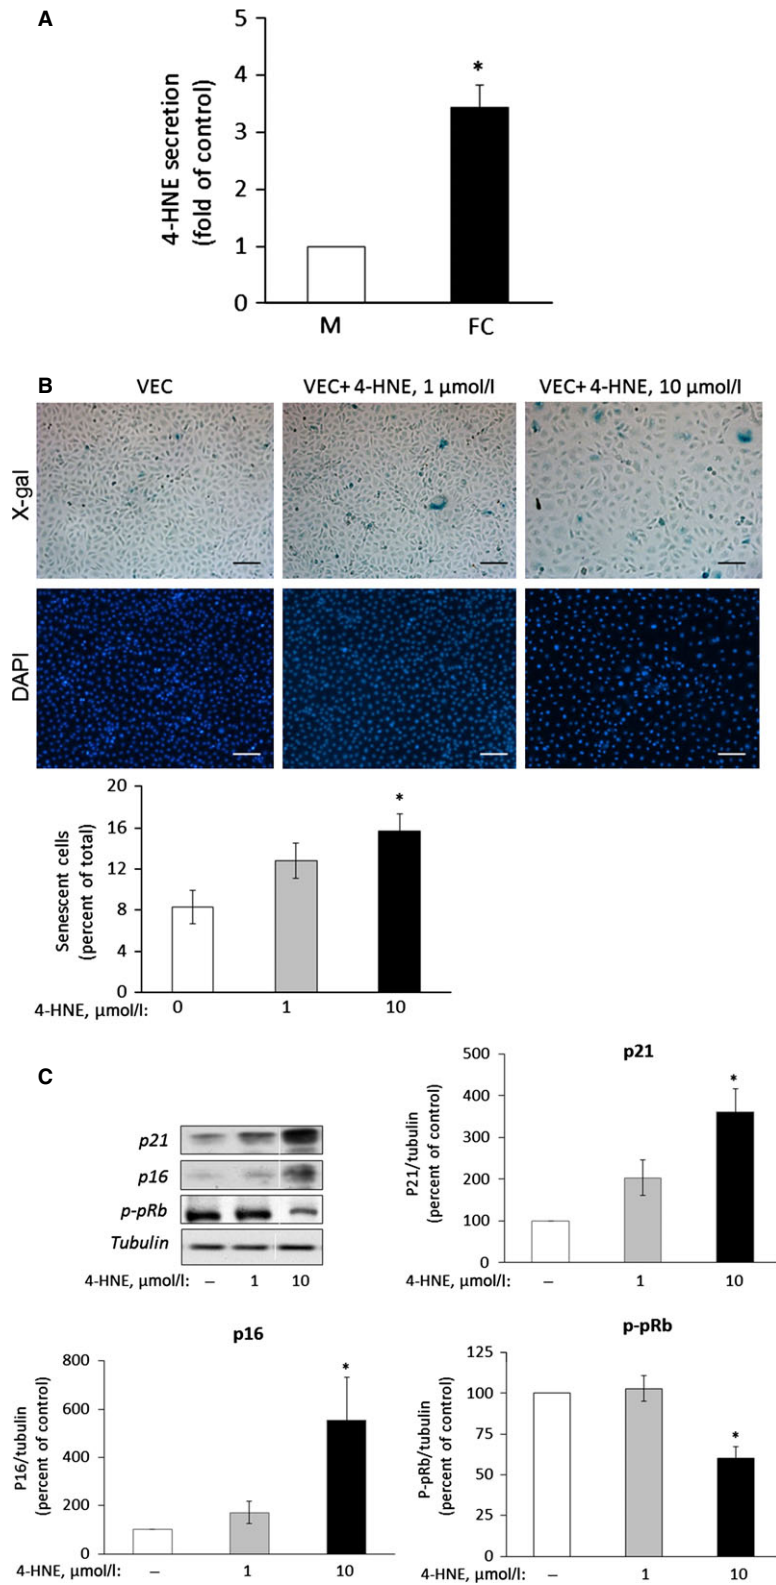 A
5
4
3
2
1
0
4-HNE secretion
(fold of control)
*
M FC
B
VEC VEC+ 4-HNE, 1 µmol/l VEC+ 4-HNE, 10 µmol/l
X-gal
DAPI
20
16
12
8
4
0
Senescent cells
(percent of total)
*
4-HNE, µmol/l: 0 1 10
C
p21
p16
p-pRb
Tubulin
4-HNE, µmol/l: – 1 10
p21
500
400
300
200
100
0
P21/tubulin
(percent of control)
*
4-HNE, µmol/l: – 1 10
p16
800
600
400
200
0
P16/tubulin
(percent of control)
*
4-HNE, µmol/l: – 1 10
p-pRb
125
100
75
50
25
0
P-pRb/tubulin
(percent of control)
*
4-HNE, µmol/l: – 1 10